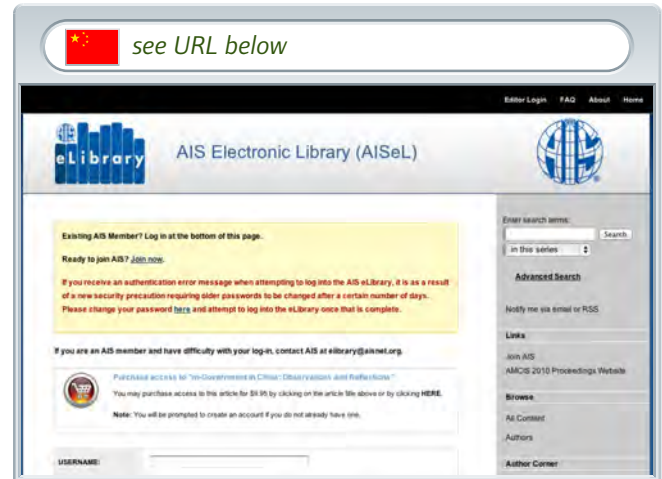 see URL below
Editor Login FAQ About Home
eLibrary
AIS Electronic Library (AISeL)
Existing AIS Member? Log in at the bottom of this page.
Ready to join AIS? Join now.
If you receive an authentication error message when attempting to log into the AIS eLibrary, it is as a result
of a new security precaution requiring older passwords to be changed after a certain number of days.
Please change your password here and attempt to log into the eLibrary once that is complete.
If you are an AIS member and have difficulty with your log-in, contact AIS at elibrary@aisnet.org.
Purchase access to "m-Government in China: Observations and Reflections"
You may purchase access to this article for $9.95 by clicking on the article title above or by clicking HERE.
Note: You will be prompted to create an account if you do not already have one.
USERNAME:
Enter search terms:
Search
in this series
Advanced Search
Notify me via email or RSS
Links
Join AIS
AMCIS 2010 Proceedings Website
Browse
All Content
Authors
Author Corner